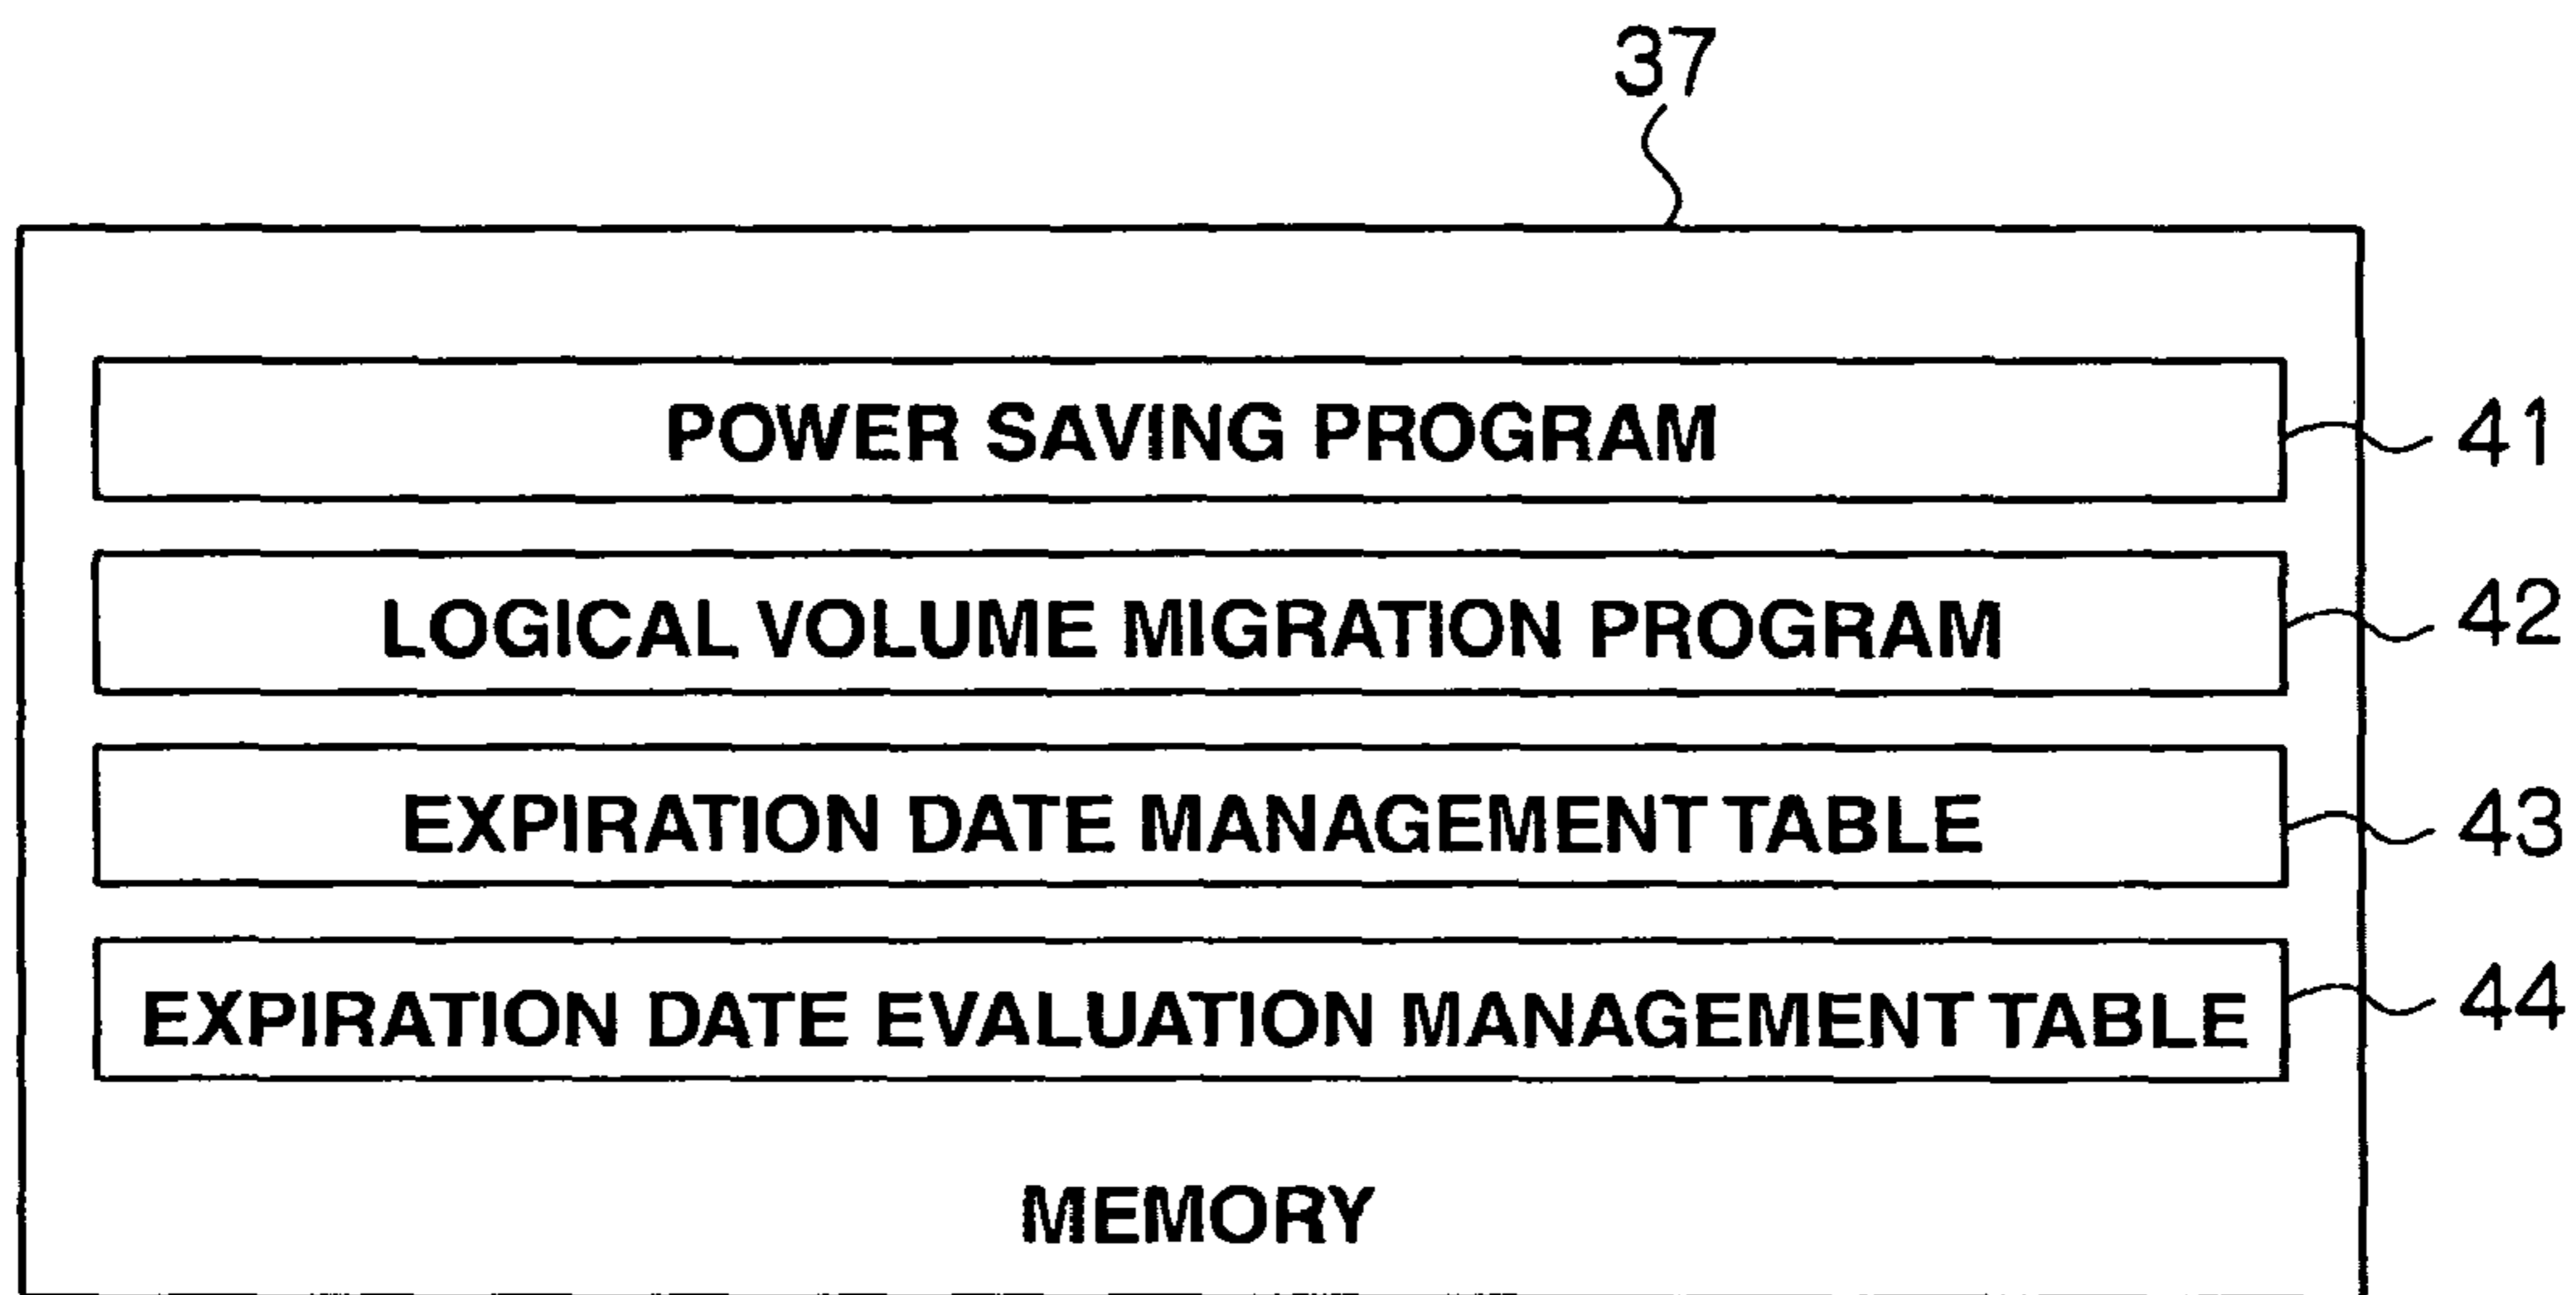 37
POWER SAVING PROGRAM 41
LOGICAL VOLUME MIGRATION PROGRAM 42
EXPIRATION DATE MANAGEMENT TABLE 43
EXPIRATION DATE EVALUATION MANAGEMENT TABLE 44
MEMORY